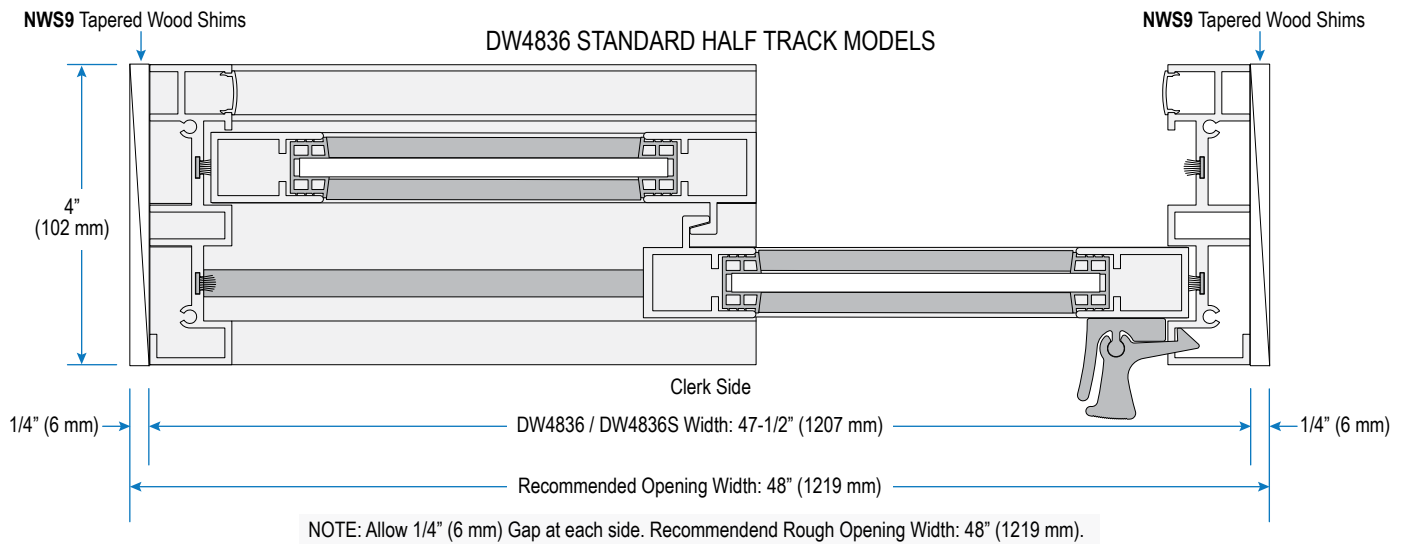 NWS9 Tapered Wood Shims
NWS9 Tapered Wood Shims
DW4836 STANDARD HALF TRACK MODELS
4”
(102 mm)
Clerk Side
1/4” (6 mm)
DW4836 / DW4836S Width: 47-1/2” (1207 mm)
1/4” (6 mm)
Recommended Opening Width: 48” (1219 mm)
NOTE: Allow 1/4” (6 mm) Gap at each side. Recommendend Rough Opening Width: 48” (1219 mm).